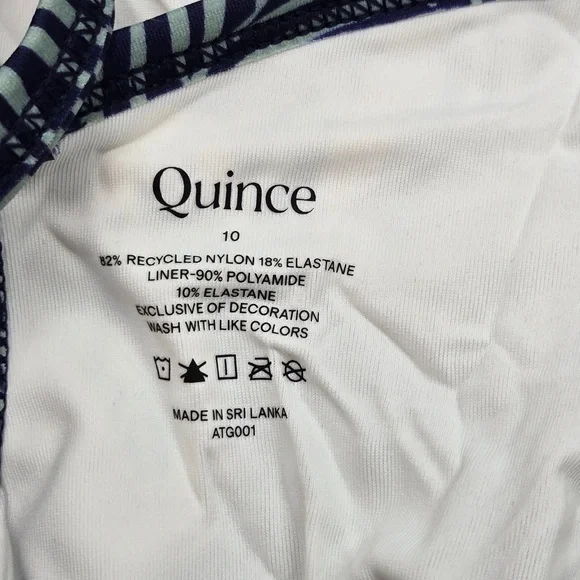 Quince
10
82% RECYCLED NYLON 18% ELASTANE
LINER-90% POLYAMIDE
10% ELASTANE
EXCLUSIVE OF DECORATION
WASH WITH LIKE COLORS
MADE IN SRI LANKA
ATG001